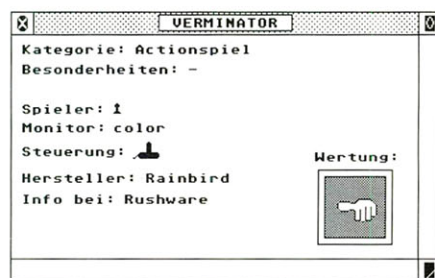 VERMINATOR
Kategorie: Actionspiel
Besonderheiten: –
Spieler: 1
Monitor: color
Steuerung:
Wertung:
Hersteller: Rainbird
Info bei: Rushware